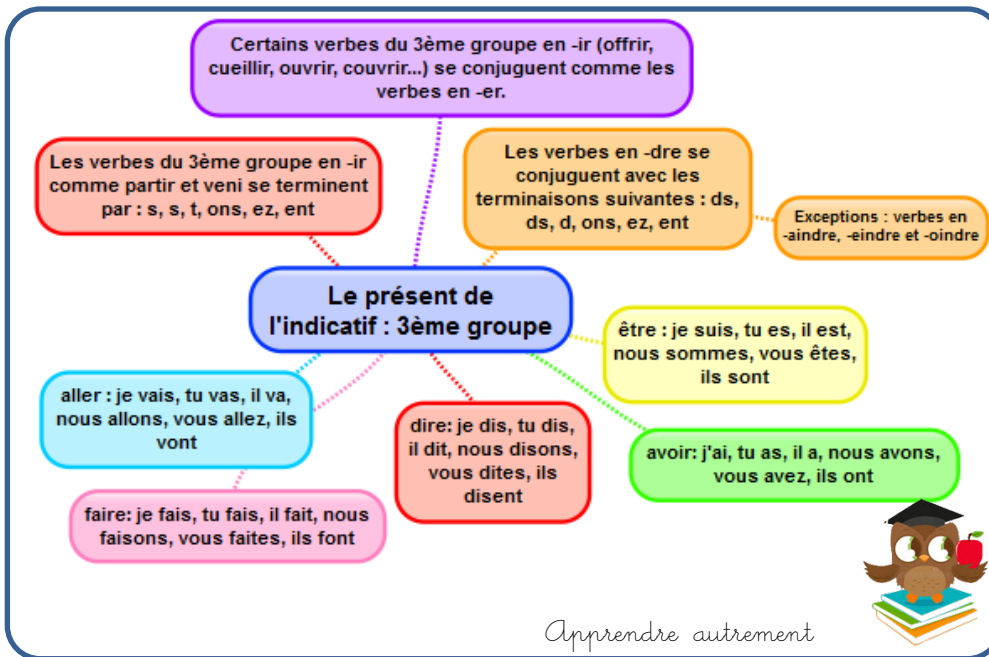 Certains verbes du 3ème groupe en -ir (offrir,
cueillir, ouvrir, couvrir...) se conjuguent comme les
verbes en -er.
Les verbes du 3ème groupe en -ir
comme partir et veni se terminent
par : s, s, t, ons, ez, ent
Les verbes en -dre se
conjuguent avec les
terminaisons suivantes : ds,
ds, d, ons, ez, ent
Exceptions : verbes en
-aindre, -eindre et -oindre
Le présent de
l'indicatif : 3ème groupe
être : je suis, tu es, il est,
nous sommes, vous êtes,
ils sont
aller : je vais, tu vas, il va,
nous allons, vous allez, ils
vont
dire: je dis, tu dis,
il dit, nous disons,
vous dites, ils
disent
avoir: j'ai, tu as, il a, nous avons,
vous avez, ils ont
faire: je fais, tu fais, il fait, nous
faisons, vous faites, ils font
Apprendre autrement